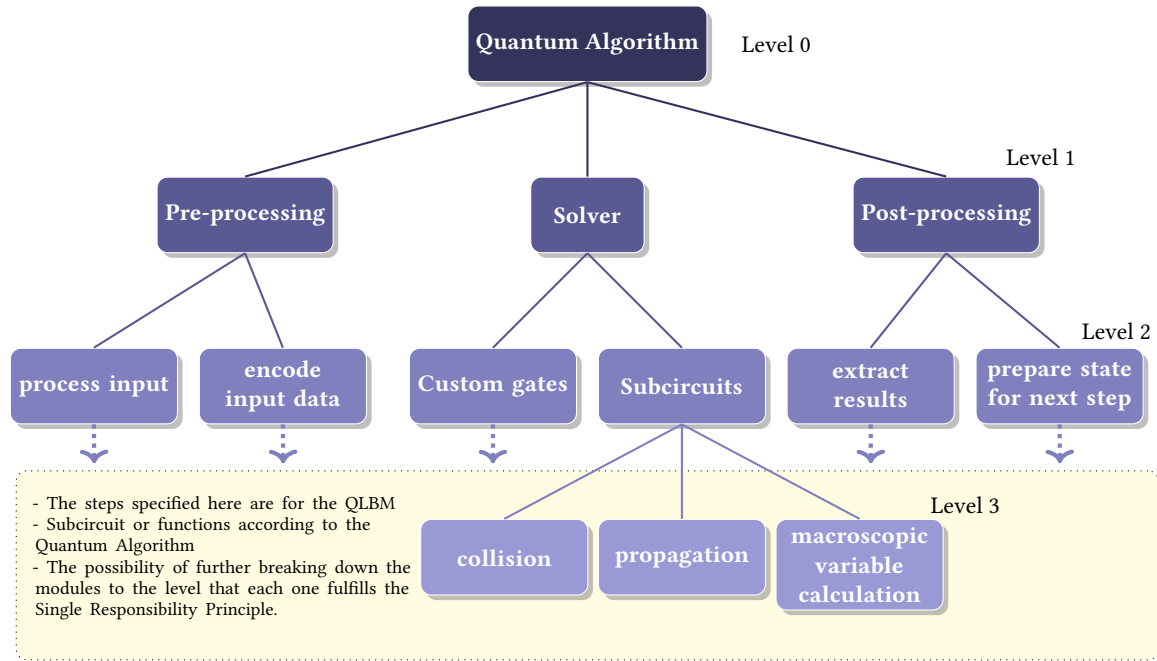 Quantum Algorithm
Level 0
Level 1
Pre-processing
Solver
Post-processing
Level 2
process input
encode
input data
Custom gates
Subcircuits
extract
results
prepare state
for next step
- The steps specified here are for the QLBM
- Subcircuit or functions according to the
Quantum Algorithm
- The possibility of further breaking down the
modules to the level that each one fulfills the
Single Responsibility Principle.
Level 3
collision
propagation
macroscopic
variable
calculation